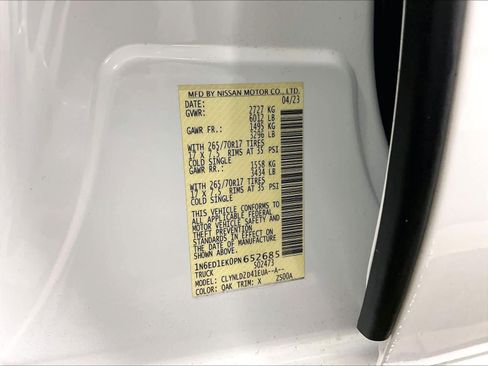 MFD BY NISSAN MOTOR CO., LTD.
DATE: 04/23
GVWR: 2727 KG
6012 LB
GAWR FR.: 1495 KG
3296 LB
WITH 265/70R17 TIRES
17 X 7.5 RIMS AT 35 PSI
COLD SINGLE
GAWR RR.: 1558 KG
3434 LB
WITH 265/70R17 TIRES
17 X 7.5 RIMS AT 35 PSI
COLD SINGLE
THIS VEHICLE CONFORMS TO
ALL APPLICABLE FEDERAL
MOTOR VEHICLE SAFETY
STANDARDS IN EFFECT ON
THE DATE OF MANUFACTURE
SHOWN ABOVE.
1N6ED1EK0PN652685
TRUCK S02473
MODEL: CLYNLD2D41EUA--A--
COLOR: QAK TRIM: X 2500A